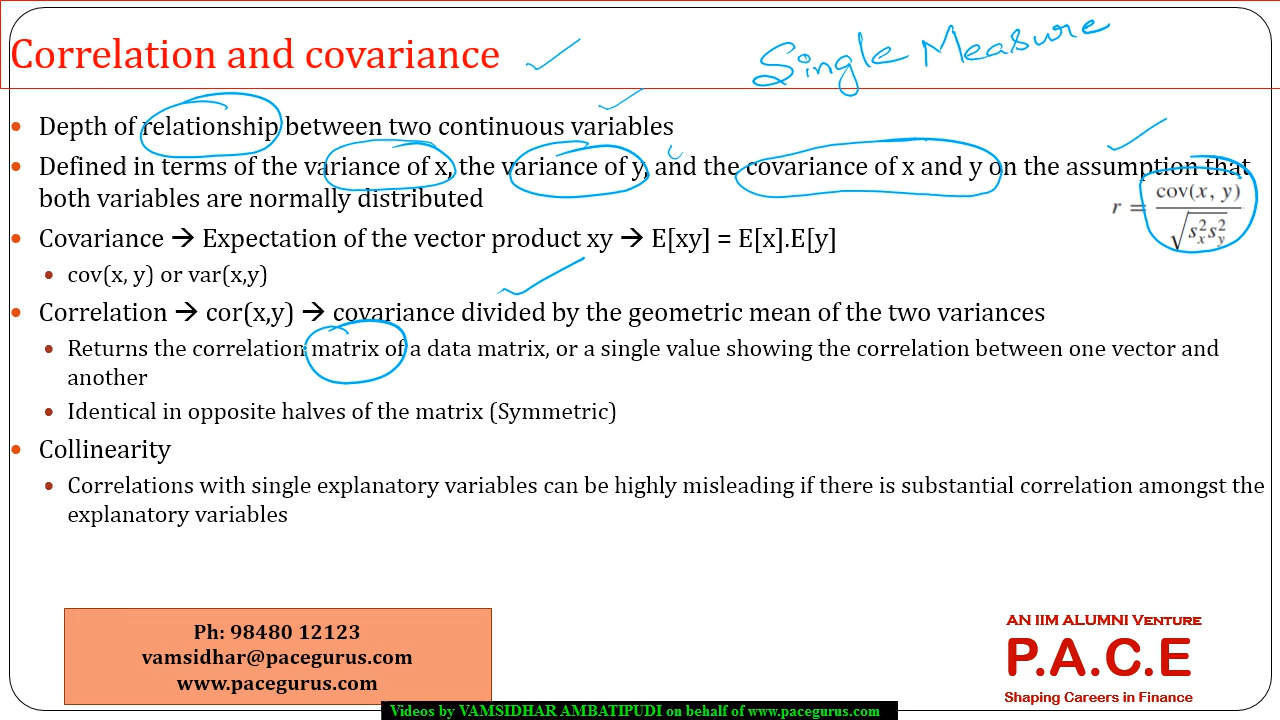 Correlation and covariance
Single Measure
• Depth of relationship between two continuous variables
• Defined in terms of the variance of x, the variance of y, and the covariance of x and y on the assumption that
both variables are normally distributed
r = cov(x, y) / √(s²ₓs²ᵧ)
• Covariance → Expectation of the vector product xy → E[xy] = E[x].E[y]
• cov(x, y) or var(x,y)
• Correlation → cor(x,y) → covariance divided by the geometric mean of the two variances
• Returns the correlation matrix of a data matrix, or a single value showing the correlation between one vector and
another
• Identical in opposite halves of the matrix (Symmetric)
• Collinearity
• Correlations with single explanatory variables can be highly misleading if there is substantial correlation amongst the
explanatory variables
Ph: 98480 12123
vamsidhar@pacegurus.com
www.pacegurus.com
AN IIM ALUMNI VENTURE
P.A.C.E
Shaping Careers in Finance
Videos by VAMSIDHAR AMBATIPUDI on behalf of www.pacegurus.com